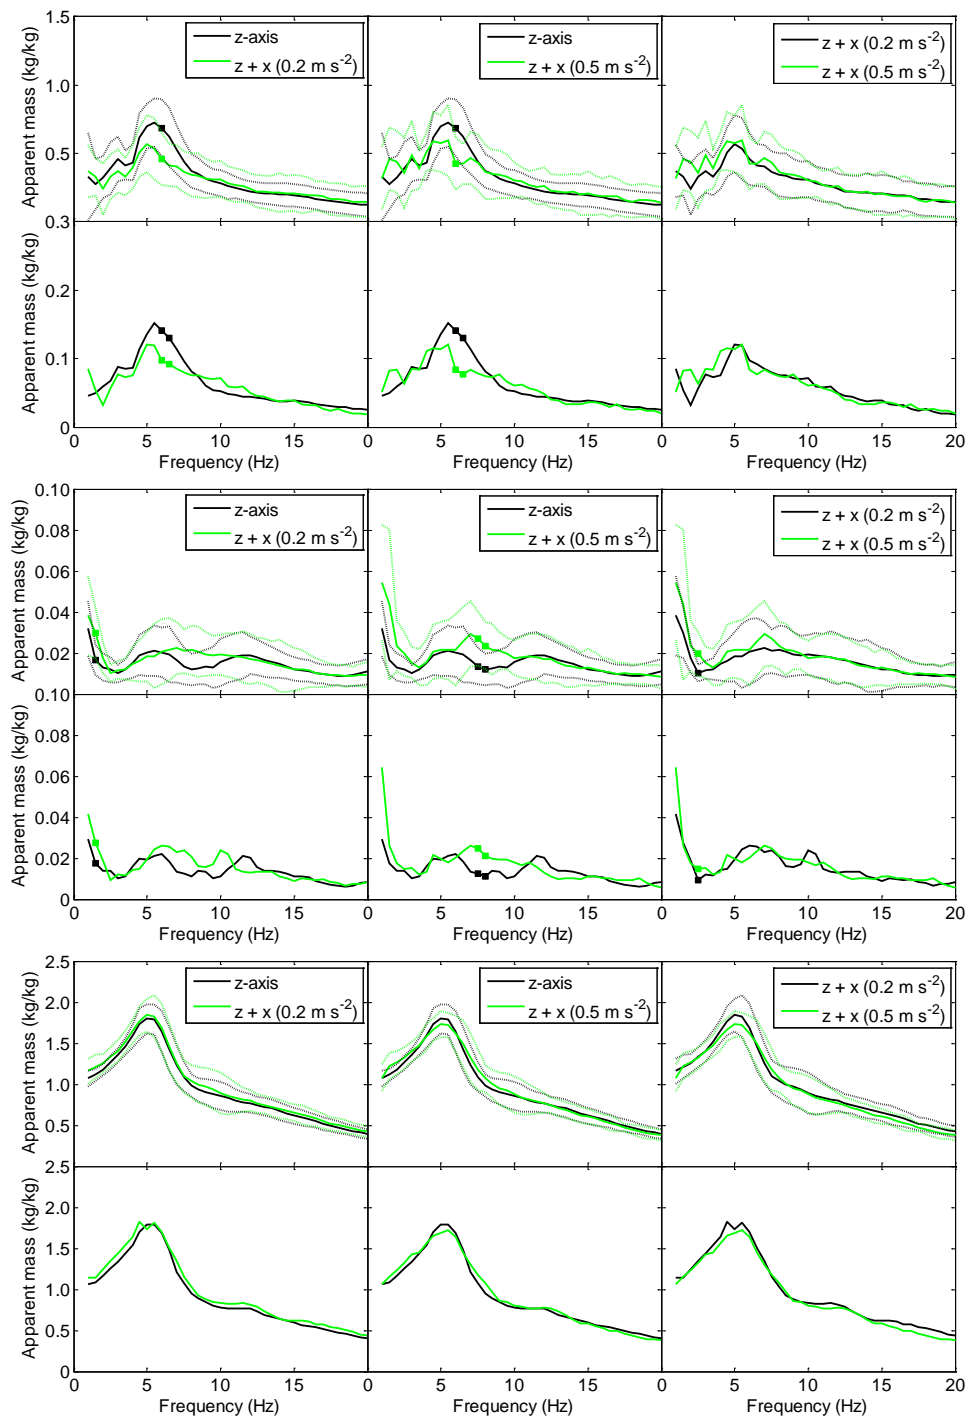 1.5
1.0
0.5
0.3
Apparent mass (kg/kg)
z-axis
z + x (0.2 m s-2)
z-axis
z + x (0.5 m s-2)
z + x (0.2 m s-2)
z + x (0.5 m s-2)
0.2
0.1
0
Apparent mass (kg/kg)
0 5 10 15 0 5 10 15 0 5 10 15 20
Frequency (Hz) Frequency (Hz) Frequency (Hz)
0.10
0.08
0.06
0.04
0.02
0.10
Apparent mass (kg/kg)
z-axis
z + x (0.2 m s-2)
z-axis
z + x (0.5 m s-2)
z + x (0.2 m s-2)
z + x (0.5 m s-2)
0.08
0.06
0.04
0.02
0
Apparent mass (kg/kg)
0 5 10 15 0 5 10 15 0 5 10 15 20
Frequency (Hz) Frequency (Hz) Frequency (Hz)
2.5
2.0
1.5
1.0
0.5
2.5
Apparent mass (kg/kg)
z-axis
z + x (0.2 m s-2)
z-axis
z + x (0.5 m s-2)
z + x (0.2 m s-2)
z + x (0.5 m s-2)
2.0
1.5
1.0
0.5
0
Apparent mass (kg/kg)
0 5 10 15 0 5 10 15 0 5 10 15 20
Frequency (Hz) Frequency (Hz) Frequency (Hz)